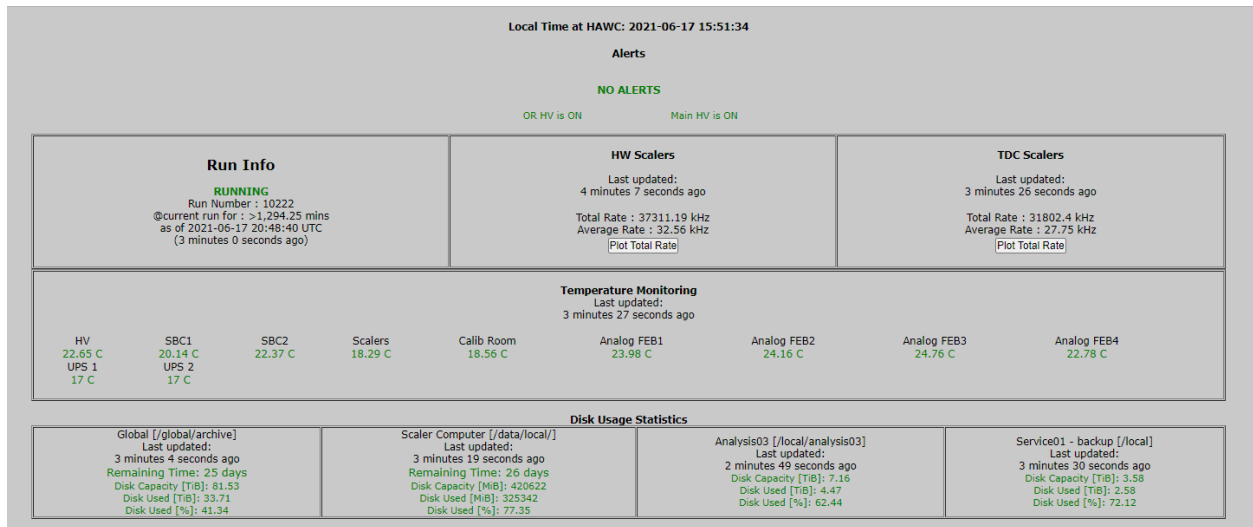 Local Time at HAWC: 2021-06-17 15:51:34
Alerts
NO ALERTS
OR HV is ON Main HV is ON
Run Info
RUNNING
Run Number : 10222
@current run for : >1,294.25 mins
as of 2021-06-17 20:48:40 UTC
(3 minutes 0 seconds ago)
HW Scalers
Last updated:
4 minutes 7 seconds ago
Total Rate : 37311.19 kHz
Average Rate : 32.56 kHz
Plot Total Rate
TDC Scalers
Last updated:
3 minutes 26 seconds ago
Total Rate : 31802.4 kHz
Average Rate : 27.75 kHz
Plot Total Rate
Temperature Monitoring
Last updated:
3 minutes 27 seconds ago
HV SBC1 SBC2 Scalers Calib Room Analog FEB1 Analog FEB2 Analog FEB3 Analog FEB4
22.65 C 20.14 C 22.37 C 18.29 C 18.56 C 23.98 C 24.16 C 24.76 C 22.78 C
UPS 1 UPS 2
17 C 17 C
Disk Usage Statistics
Global [/global/archive]
Last updated:
3 minutes 4 seconds ago
Remaining Time: 25 days
Disk Capacity [TiB]: 81.53
Disk Used [TiB]: 33.71
Disk Used [%]: 41.34
Scaler Computer [/data/local/]
Last updated:
3 minutes 19 seconds ago
Remaining Time: 26 days
Disk Capacity [MiB]: 420622
Disk Used [MiB]: 325342
Disk Used [%]: 77.35
Analysis03 [/local/analysis03]
Last updated:
2 minutes 49 seconds ago
Disk Capacity [TiB]: 7.16
Disk Used [TiB]: 4.47
Disk Used [%]: 62.44
Service01 - backup [/local]
Last updated:
3 minutes 30 seconds ago
Disk Capacity [TiB]: 3.58
Disk Used [TiB]: 2.58
Disk Used [%]: 72.12